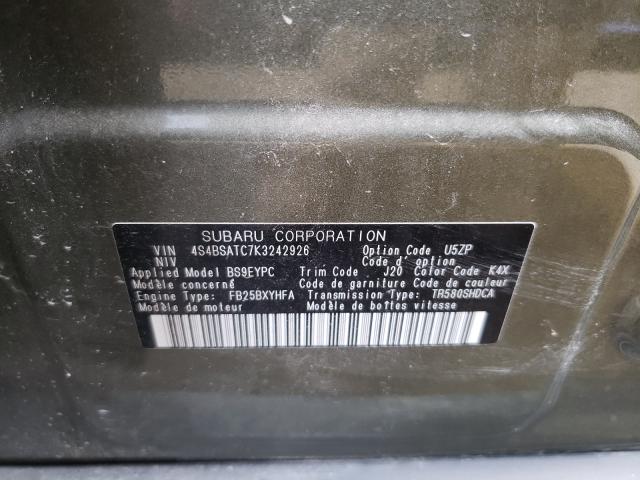 SUBARU CORPORATION
VIN 4S4BSATC7K3242926 Option Code U5ZP
NIV Code d' option
Applied Model BS9EYPC Trim Code J20 Color Code K4X
Modèle concerné Code de garniture Code de couleur
Engine Type FB25BXYHFA Transmission Type TR580SHDCA
Modèle de moteur Modèle de boîtes vitesse